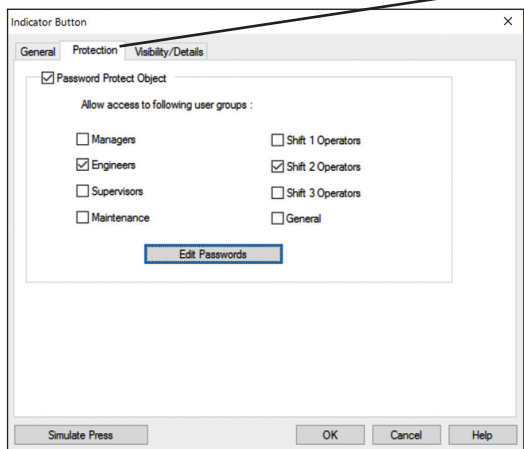 Indicator Button ×
General Protection Visibility/Details
Password Protect Object
Allow access to following user groups :
Managers Shift 1 Operators
Engineers Shift 2 Operators
Supervisors Shift 3 Operators
Maintenance General
Edit Passwords
Simulate Press OK Cancel Help